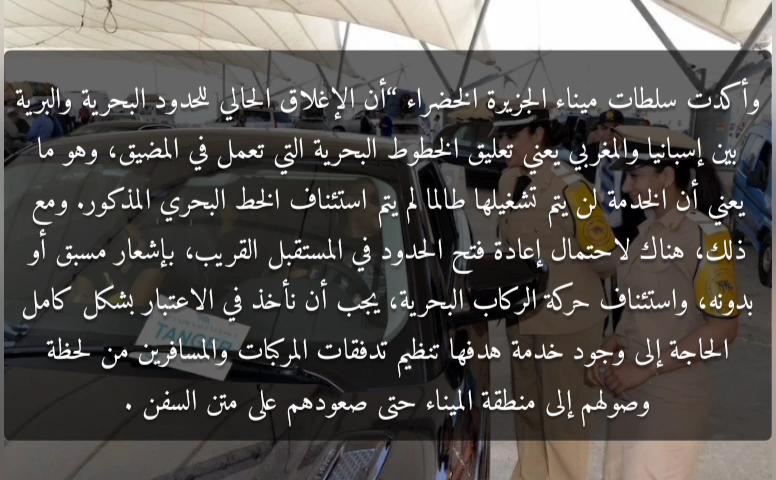 وأكدت سلطات ميناء الجزيرة الخضراء “أن الإغلاق الحالي للحدود البحرية والبرية
بين إسبانيا والمغربي يعني تعليق الخطوط البحرية التي تعمل في المضيق، وهو ما
يعني أن الخدمة لن يتم تشغيلها طالما لم يتم استئناف الخط البحري المذكور. ومع
ذلك، هناك لاحتمال إعادة فتح الحدود في المستقبل القريب، بإشعار مسبق أو
بدونه، واستئناف حركة الركاب البحرية، يجب أن نأخذ في الاعتبار بشكل كامل
الحاجة إلى وجود خدمة هدفها تنظيم تدفقات المركبات والمسافرين من لحظة
وصولهم إلى منطقة الميناء حتى صعودهم على متن السفن .
TANGER